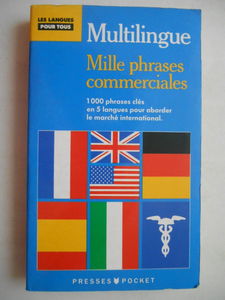 LES LANGUES
POUR TOUS
Multilingue
Mille phrases
commerciales
1000 phrases clés
en 5 langues pour aborder
le marché international.
PRESSES POCKET